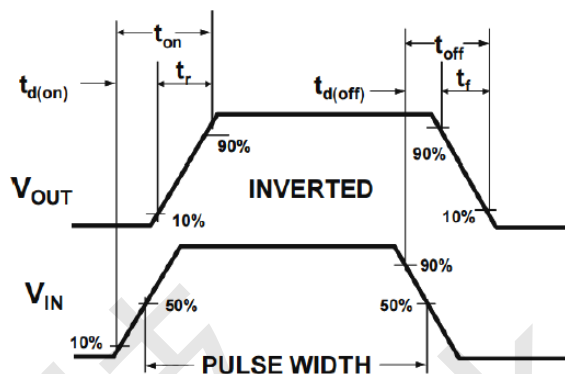 ton
toff
tr
tf
td(on)
td(off)
90%
90%
VOUT
INVERTED
10%
10%
90%
VIN
50%
50%
10%
PULSE WIDTH